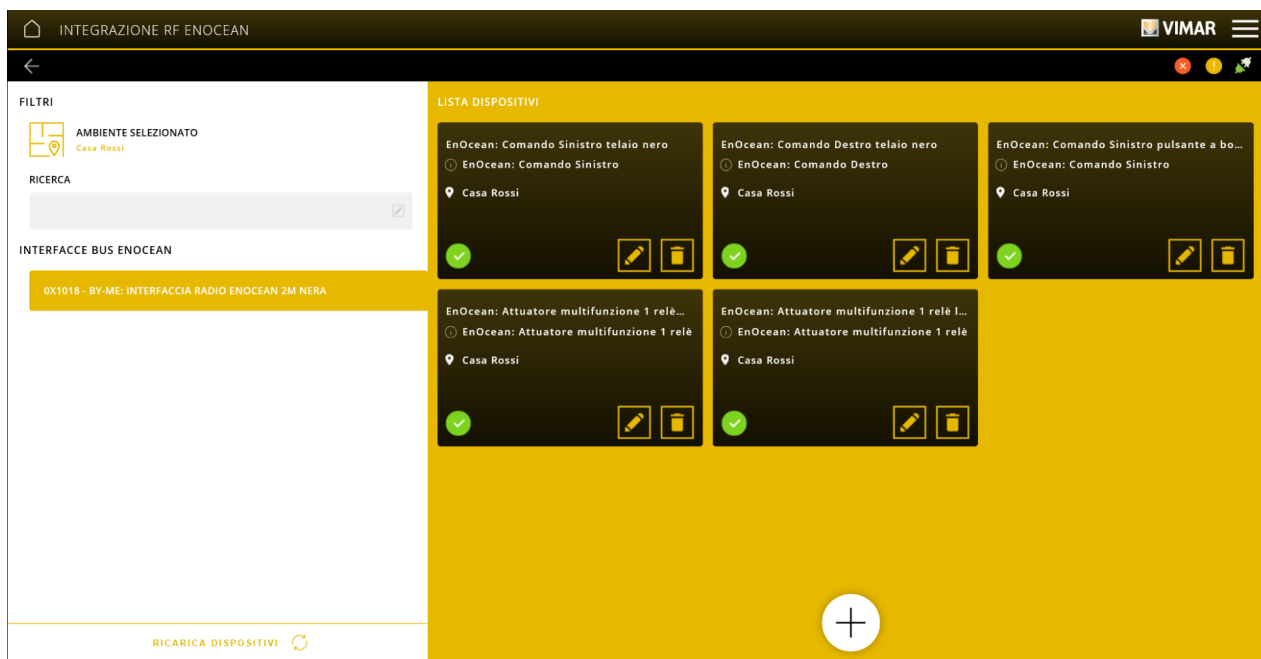 INTEGRAZIONE RF ENOCEAN
VIMAR
FILTRI
AMBIENTE SELEZIONATO
Casa Rossi
RICERCA
INTERFACCE BUS ENOCEAN
0X1018 - BY-ME: INTERFACCIA RADIO ENOCEAN 2M NERA
RICARICA DISPOSITIVI
LISTA DISPOSITIVI
EnOcean: Comando Sinistro telaio nero
EnOcean: Comando Sinistro
Casa Rossi
EnOcean: Comando Destro telaio nero
EnOcean: Comando Destro
Casa Rossi
EnOcean: Comando Sinistro pulsante a bo...
EnOcean: Comando Sinistro
Casa Rossi
EnOcean: Attuatore multifunzione 1 relè...
EnOcean: Attuatore multifunzione 1 relè
Casa Rossi
EnOcean: Attuatore multifunzione 1 relè l...
EnOcean: Attuatore multifunzione 1 relè
Casa Rossi